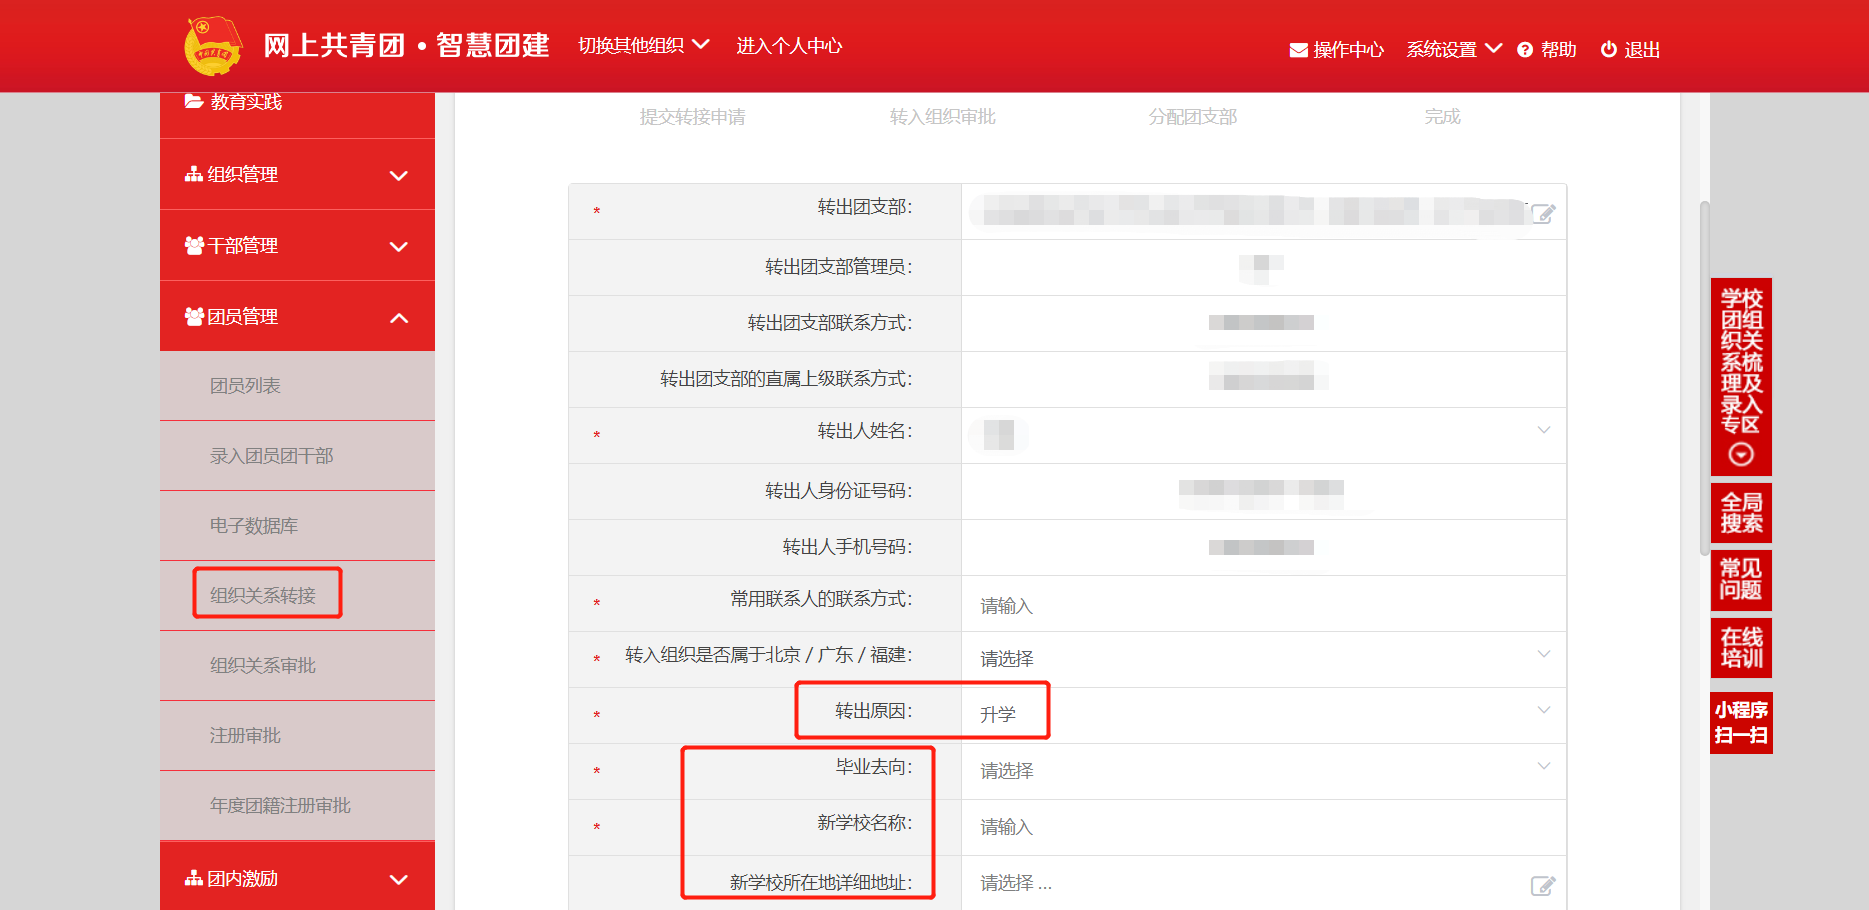 网上共青团·智慧团建
切换其他组织
进入个人中心
操作中心
系统设置
帮助
退出
教育实践
组织管理
干部管理
团员管理
团员列表
录入团员团干部
电子数据库
组织关系转接
组织关系审批
注册审批
年度团籍注册审批
团内激励
提交转接申请
转入组织审批
分配团支部
完成
* 转出团支部：
转出团支部管理员：
转出团支部联系方式：
转出团支部的直属上级联系方式：
* 转出人姓名：
转出人身份证号码：
转出人手机号码：
* 常用联系人的联系方式： 请输入
* 转入组织是否属于北京 / 广东 / 福建： 请选择
* 转出原因： 升学
* 毕业去向： 请选择
* 新学校名称： 请输入
新学校所在地详细地址： 请选择 ...
学校
团组
织关
系梳
理及
录入
专区
全局
搜索
常见
问题
在线
培训
小程序
扫一扫